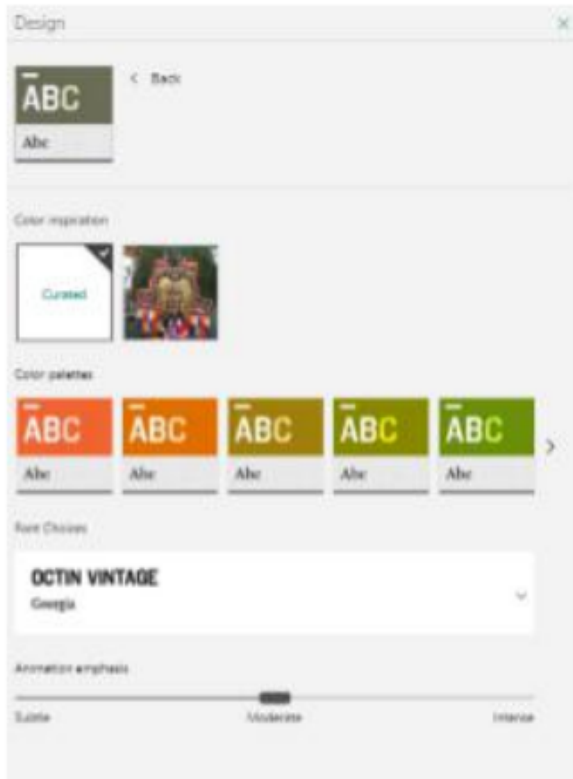 Design ×
ABC
Abc
< Back
Color inspiration
Curated
Color palettes
ABC ABC ABC ABC ABC
Abc Abc Abc Abc Abc
Font Choices
OCTIN VINTAGE
Georgia
Animation emphasis
Subtle Moderate Intense